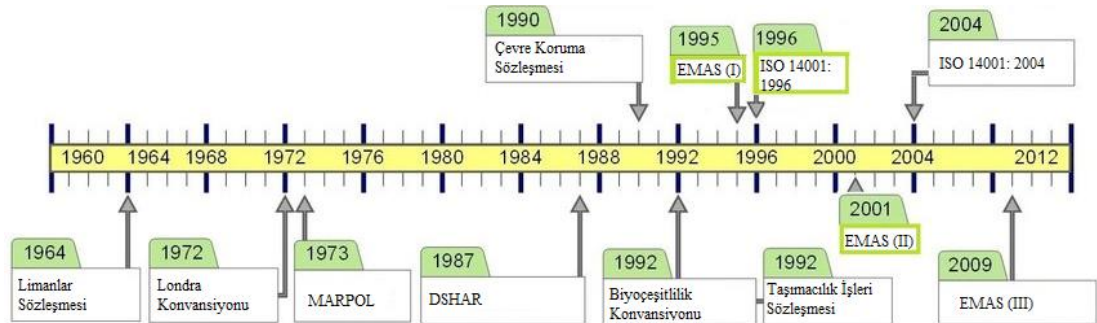 1990
Çevre Koruma
Sözleşmesi
1995
EMAS (I)
1996
ISO 14001:
1996
2004
ISO 14001: 2004
1960 1964 1968 1972 1976 1980 1984 1988 1992 1996 2000 2004 2012
1964
Limanlar
Sözleşmesi
1972
Londra
Konvansiyonu
1973
MARPOL
1987
DSHAR
1992
Biyoçeşitlilik
Konvansiyonu
1992
Taşımacılık İşleri
Sözleşmesi
2001
EMAS (II)
2009
EMAS (III)